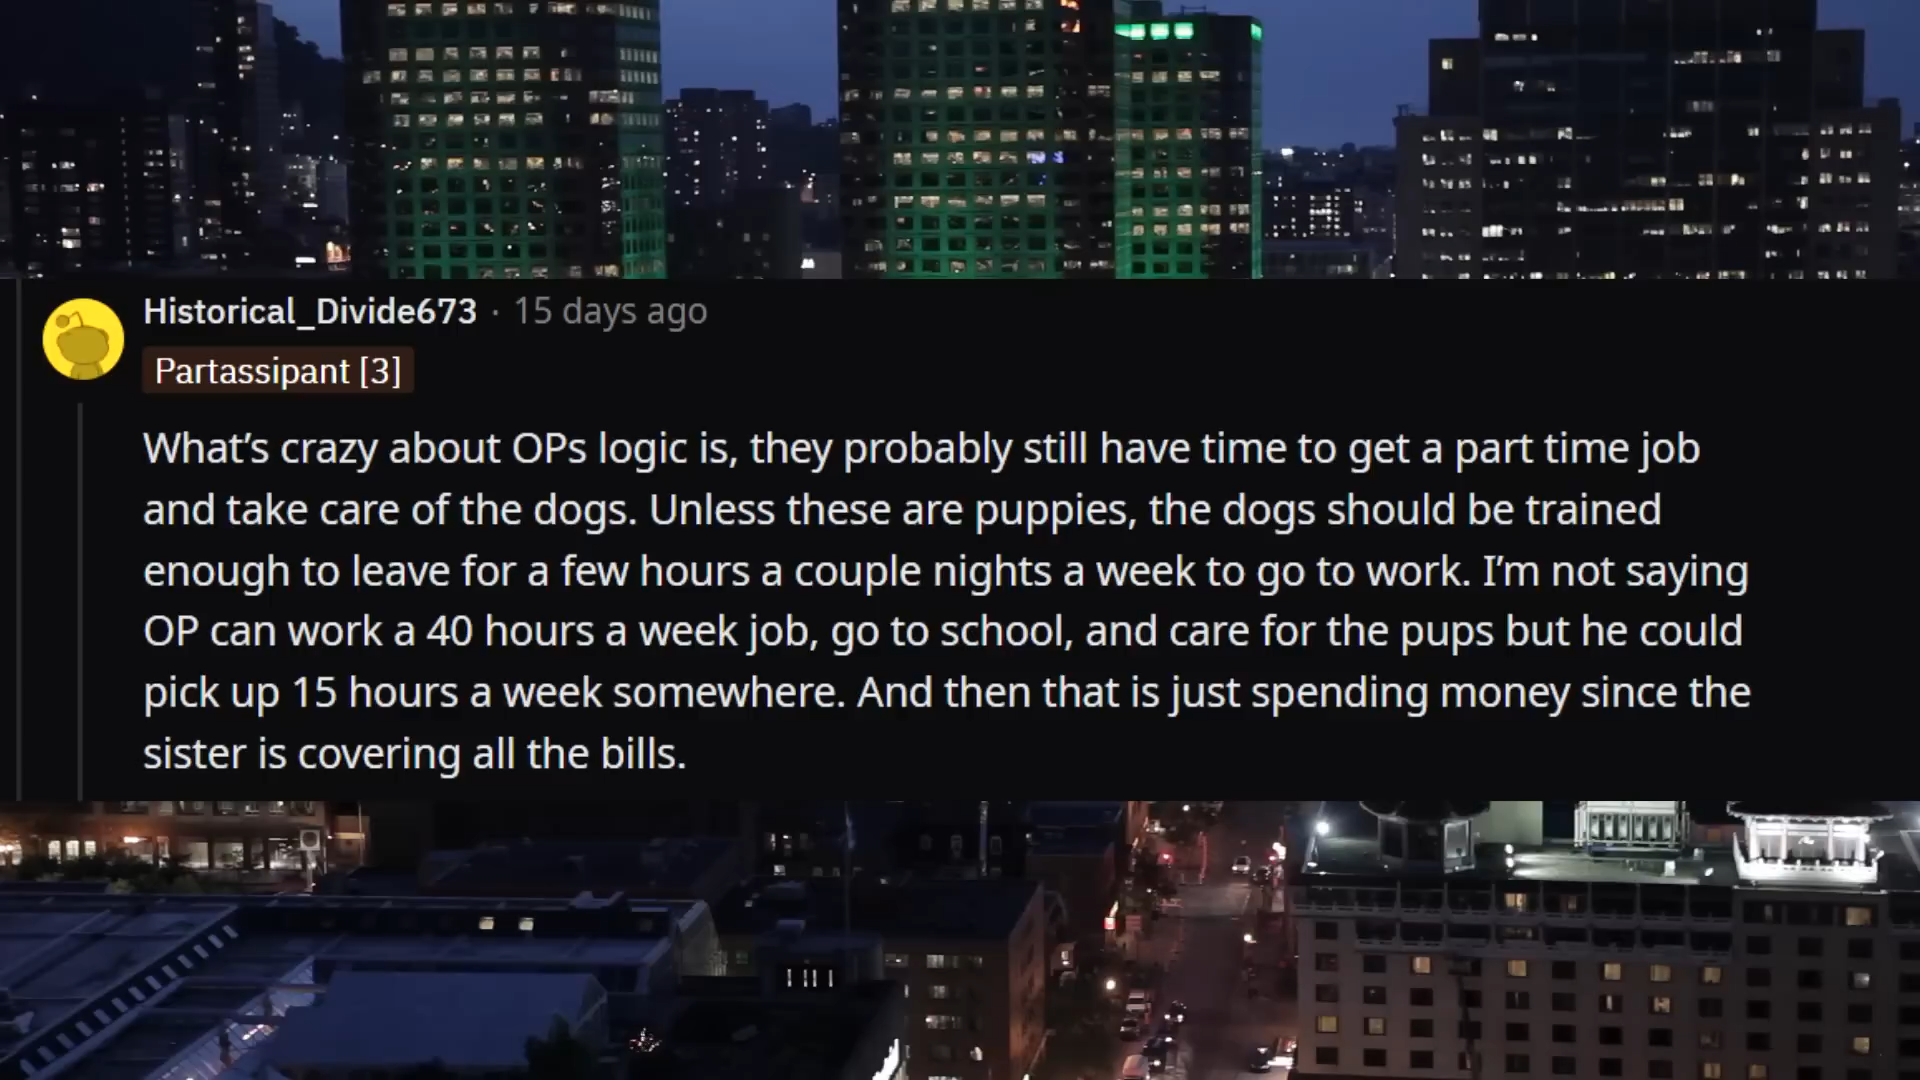 Historical_Divide673 · 15 days ago
Partassipant [3]
What’s crazy about OPs logic is, they probably still have time to get a part time job
and take care of the dogs. Unless these are puppies, the dogs should be trained
enough to leave for a few hours a couple nights a week to go to work. I’m not saying
OP can work a 40 hours a week job, go to school, and care for the pups but he could
pick up 15 hours a week somewhere. And then that is just spending money since the
sister is covering all the bills.